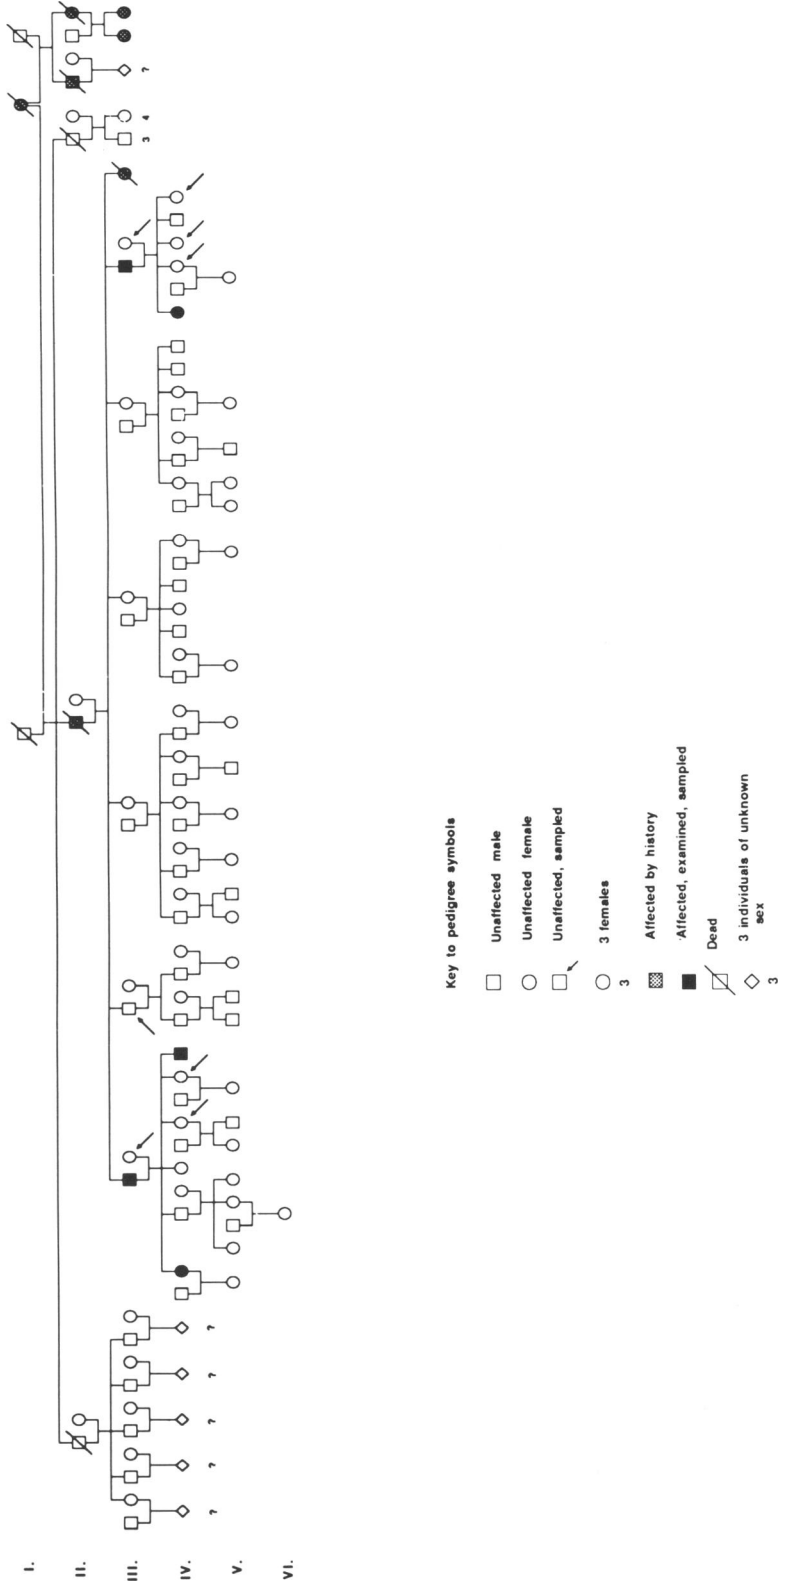 I.
II.
III.
IV.
V.
VI.
?
?
?
?
?
3
4
?
Key to pedigree symbols
Unaffected male
Unaffected female
Unaffected, sampled
3 females
3
Affected by history
Affected, examined, sampled
Dead
3 individuals of unknown
sex
3